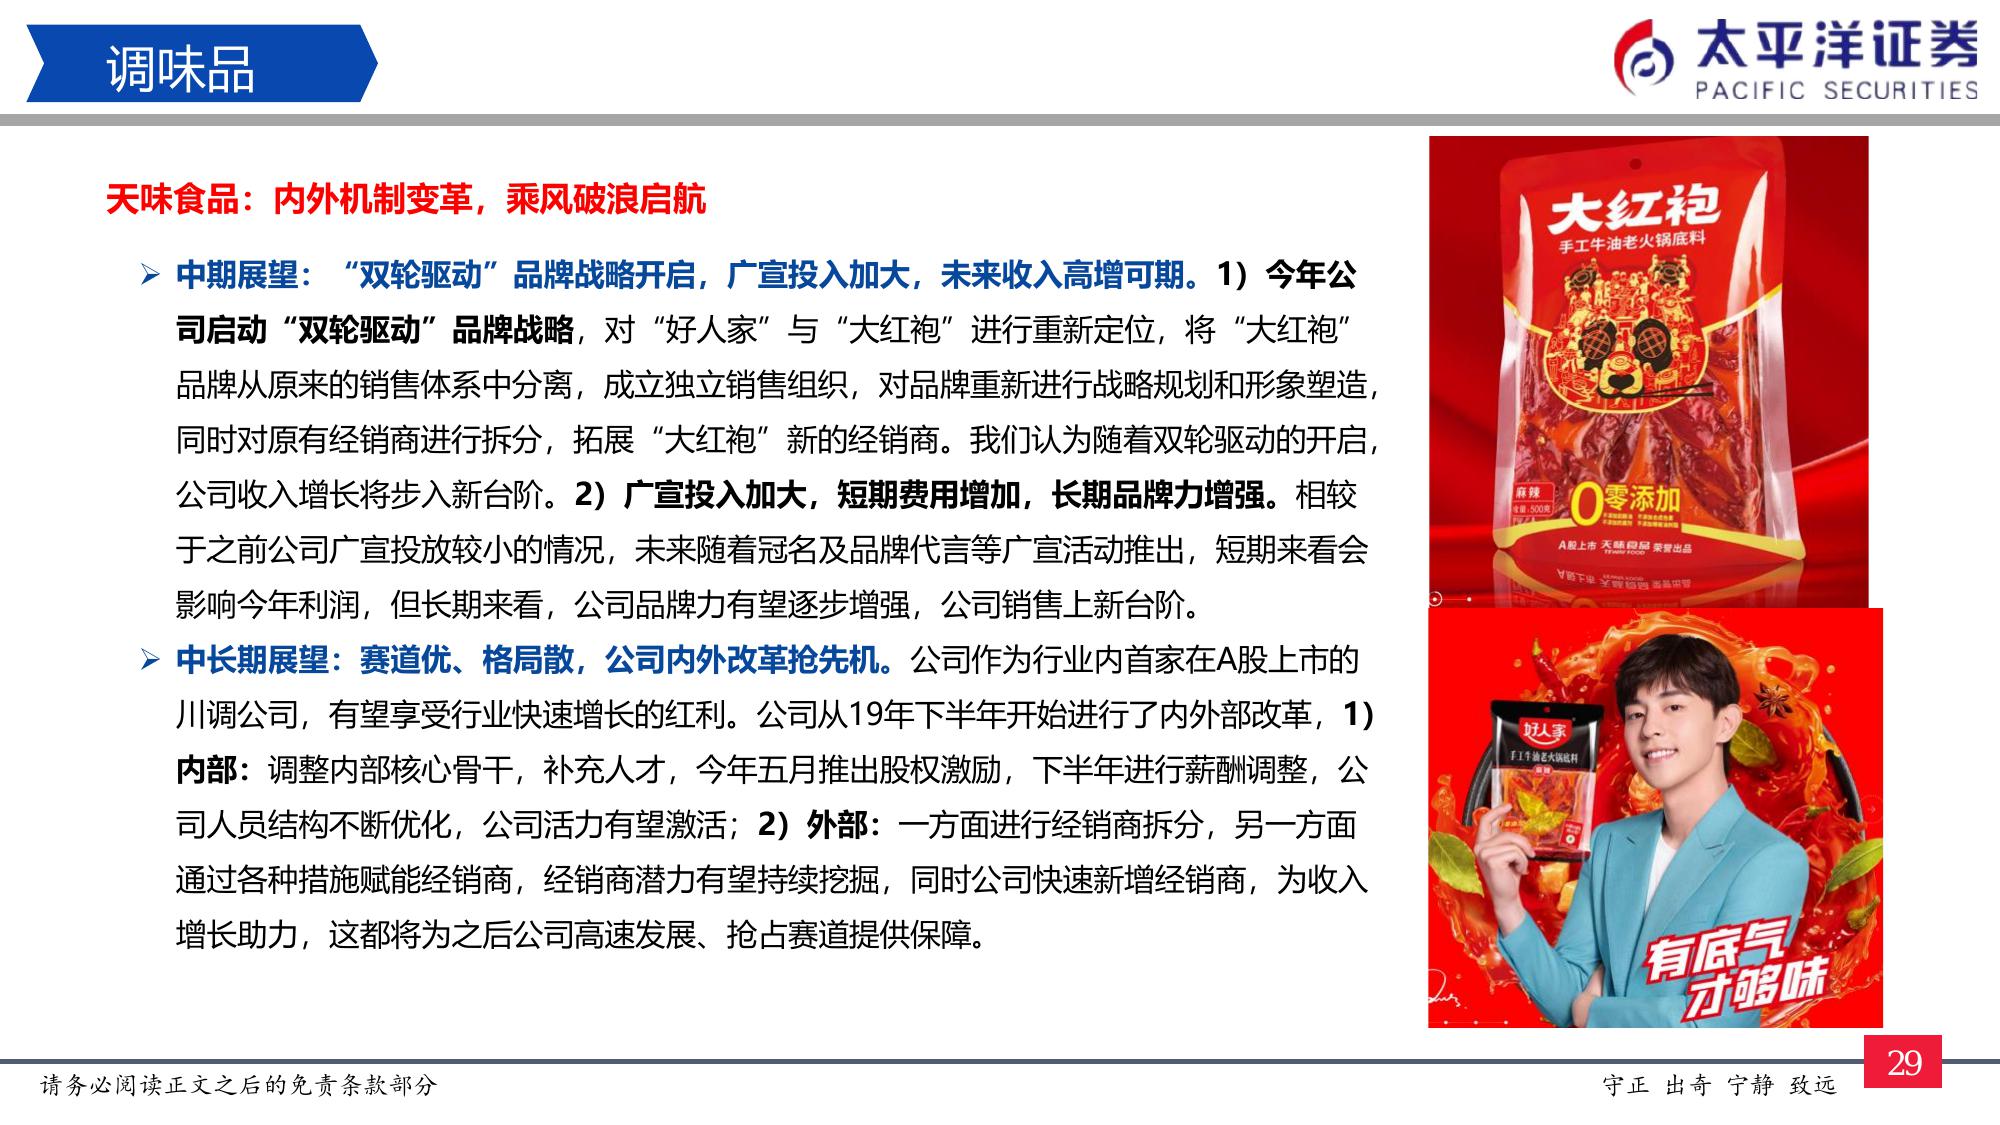 调味品
太平洋证券
PACIFIC SECURITIES
天味食品：内外机制变革，乘风破浪启航
中期展望：“双轮驱动”品牌战略开启，广宣投入加大，未来收入高增可期。1）今年公
司启动“双轮驱动”品牌战略，对“好人家”与“大红袍”进行重新定位，将“大红袍”
品牌从原来的销售体系中分离，成立独立销售组织，对品牌重新进行战略规划和形象塑造，
同时对原有经销商进行拆分，拓展“大红袍”新的经销商。我们认为随着双轮驱动的开启，
公司收入增长将步入新台阶。2）广宣投入加大，短期费用增加，长期品牌力增强。相较
于之前公司广宣投放较小的情况，未来随着冠名及品牌代言等广宣活动推出，短期来看会
影响今年利润，但长期来看，公司品牌力有望逐步增强，公司销售上新台阶。
中长期展望：赛道优、格局散，公司内外改革抢先机。公司作为行业内首家在A股上市的
川调公司，有望享受行业快速增长的红利。公司从19年下半年开始进行了内外部改革，1）
内部：调整内部核心骨干，补充人才，今年五月推出股权激励，下半年进行薪酬调整，公
司人员结构不断优化，公司活力有望激活；2）外部：一方面进行经销商拆分，另一方面
通过各种措施赋能经销商，经销商潜力有望持续挖掘，同时公司快速新增经销商，为收入
增长助力，这都将为之后公司高速发展、抢占赛道提供保障。
大红袍
手工牛油老火锅底料
麻辣
500克
0零添加
A股上市 天味食品 荣誉出品
好人家
手工牛油老火锅底料
有底气
才够味
请务必阅读正文之后的免责条款部分
守正 出奇 宁静 致远
29